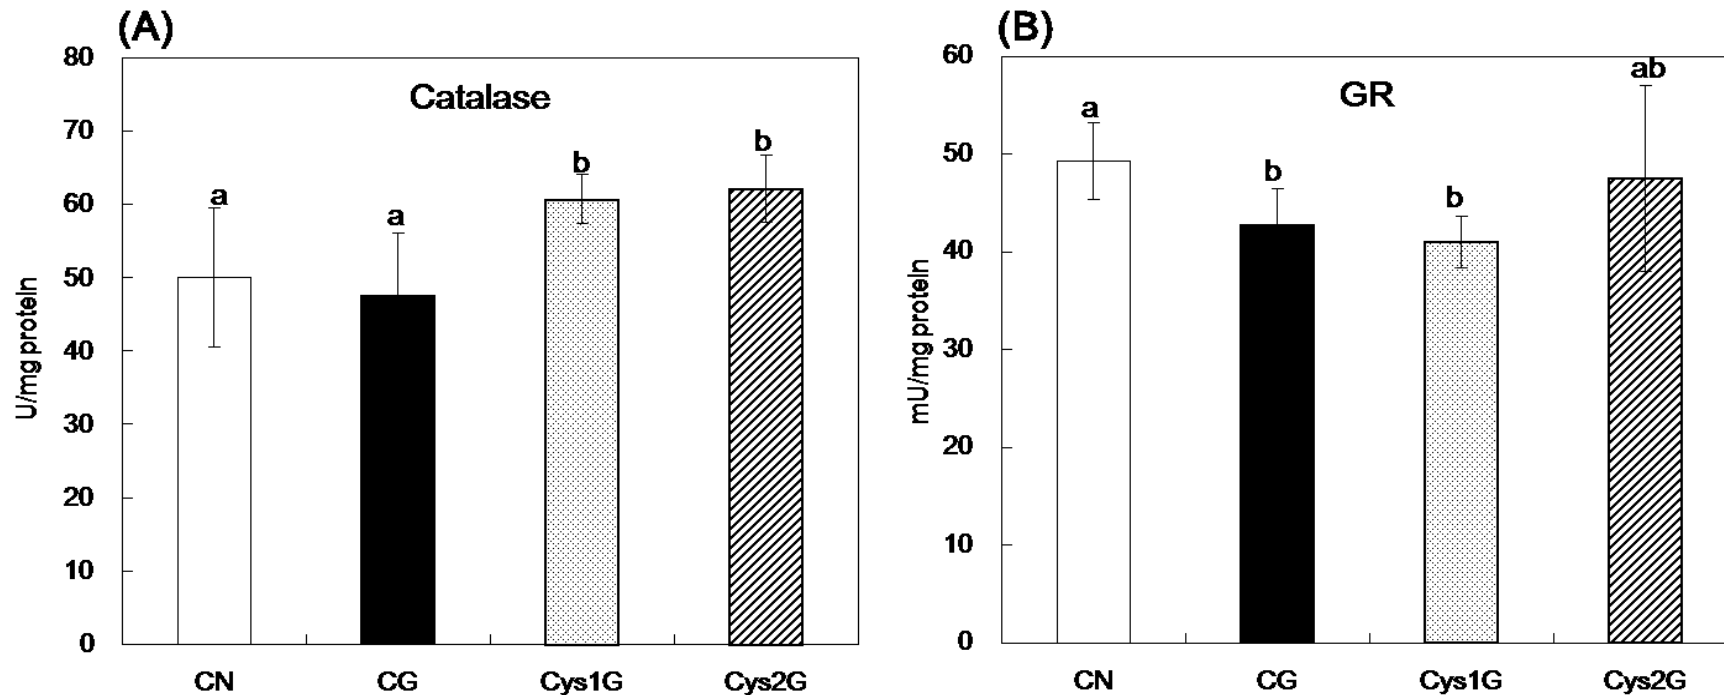 (A)
Catalase
80
70
60
50
40
30
20
10
0
U/mg protein
a
a
b
b
CN
CG
Cys1G
Cys2G
(B)
GR
60
50
40
30
20
10
0
mU/mg protein
a
b
b
ab
CN
CG
Cys1G
Cys2G